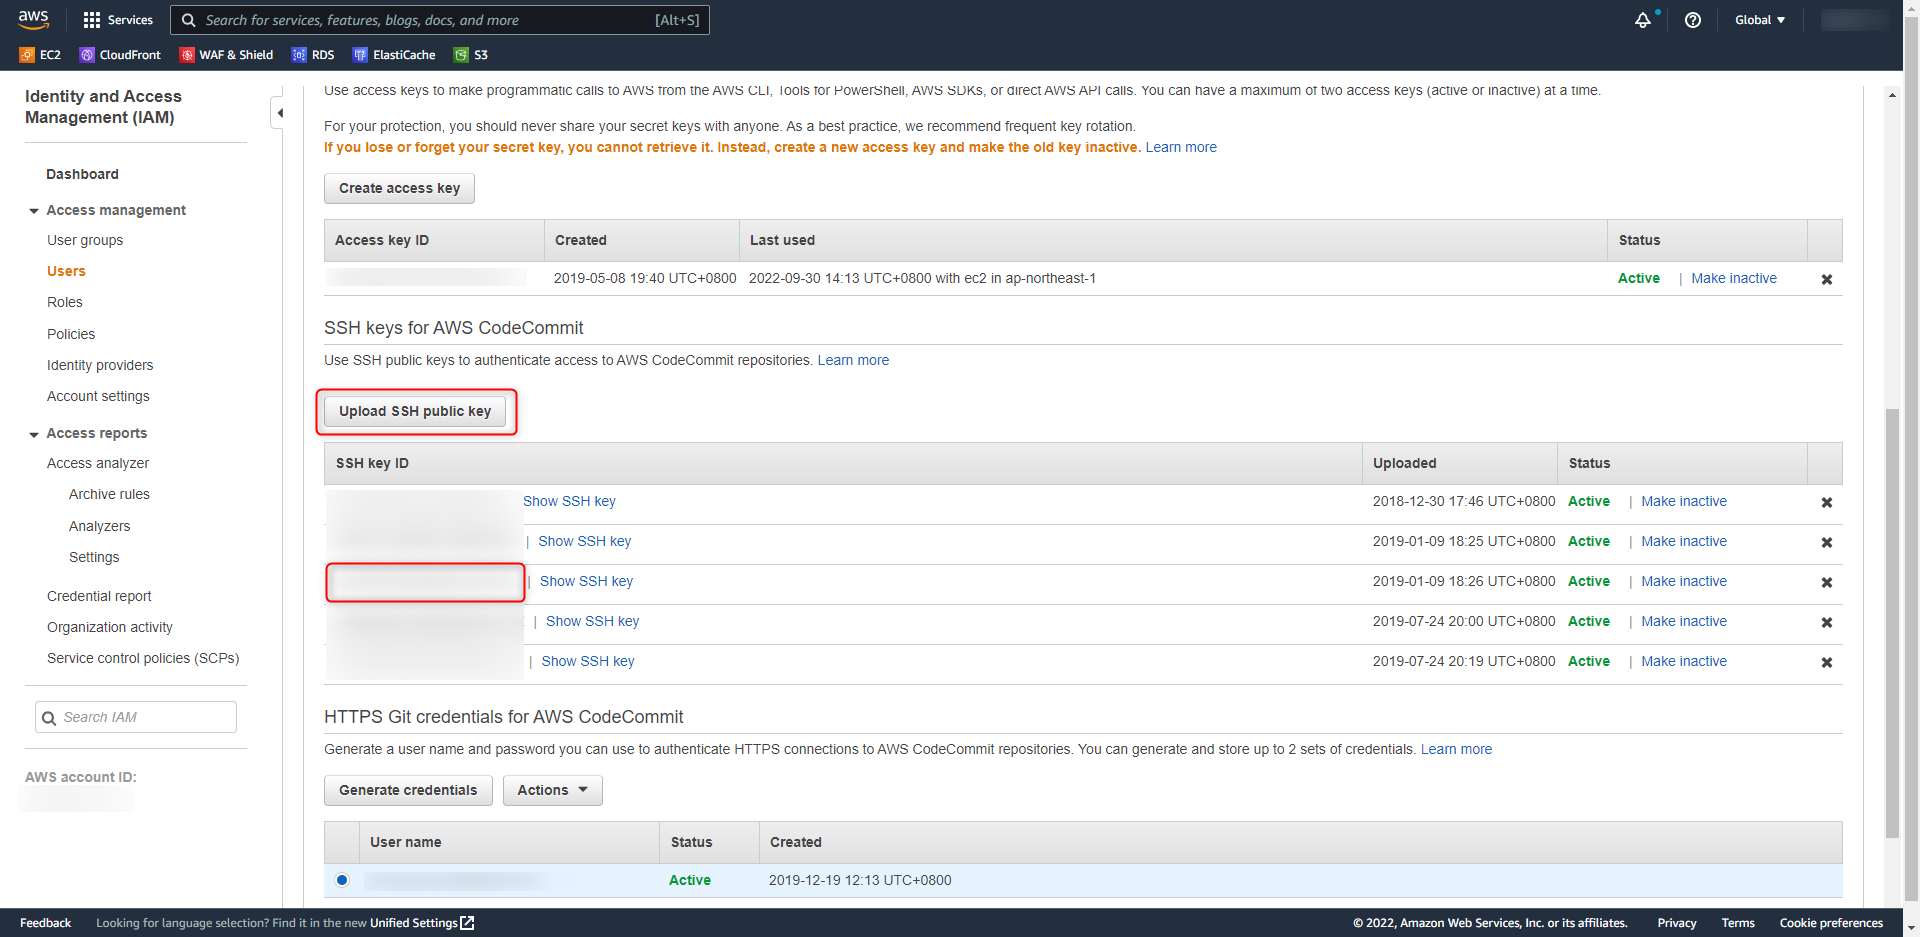 aws
Services
Search for services, features, blogs, docs, and more
[Alt+S]
Global
EC2
CloudFront
WAF & Shield
RDS
ElastiCache
S3
Identity and Access
Management (IAM)
Dashboard
Access management
User groups
Users
Roles
Policies
Identity providers
Account settings
Access reports
Access analyzer
Archive rules
Analyzers
Settings
Credential report
Organization activity
Service control policies (SCPs)
Search IAM
AWS account ID:
Use access keys to make programmatic calls to AWS from the AWS CLI, Tools for PowerShell, AWS SDKs, or direct AWS API calls. You can have a maximum of two access keys (active or inactive) at a time.
For your protection, you should never share your secret keys with anyone. As a best practice, we recommend frequent key rotation.
If you lose or forget your secret key, you cannot retrieve it. Instead, create a new access key and make the old key inactive. Learn more
Create access key
Access key ID Created Last used Status
2019-05-08 19:40 UTC+0800 2022-09-30 14:13 UTC+0800 with ec2 in ap-northeast-1 Active | Make inactive
SSH keys for AWS CodeCommit
Use SSH public keys to authenticate access to AWS CodeCommit repositories. Learn more
Upload SSH public key
SSH key ID Uploaded Status
Show SSH key 2018-12-30 17:46 UTC+0800 Active | Make inactive
| Show SSH key 2019-01-09 18:25 UTC+0800 Active | Make inactive
| Show SSH key 2019-01-09 18:26 UTC+0800 Active | Make inactive
| Show SSH key 2019-07-24 20:00 UTC+0800 Active | Make inactive
| Show SSH key 2019-07-24 20:19 UTC+0800 Active | Make inactive
HTTPS Git credentials for AWS CodeCommit
Generate a user name and password you can use to authenticate HTTPS connections to AWS CodeCommit repositories. You can generate and store up to 2 sets of credentials. Learn more
Generate credentials
Actions
User name Status Created
Active 2019-12-19 12:13 UTC+0800
Feedback
Looking for language selection? Find it in the new Unified Settings
© 2022, Amazon Web Services, Inc. or its affiliates.
Privacy
Terms
Cookie preferences